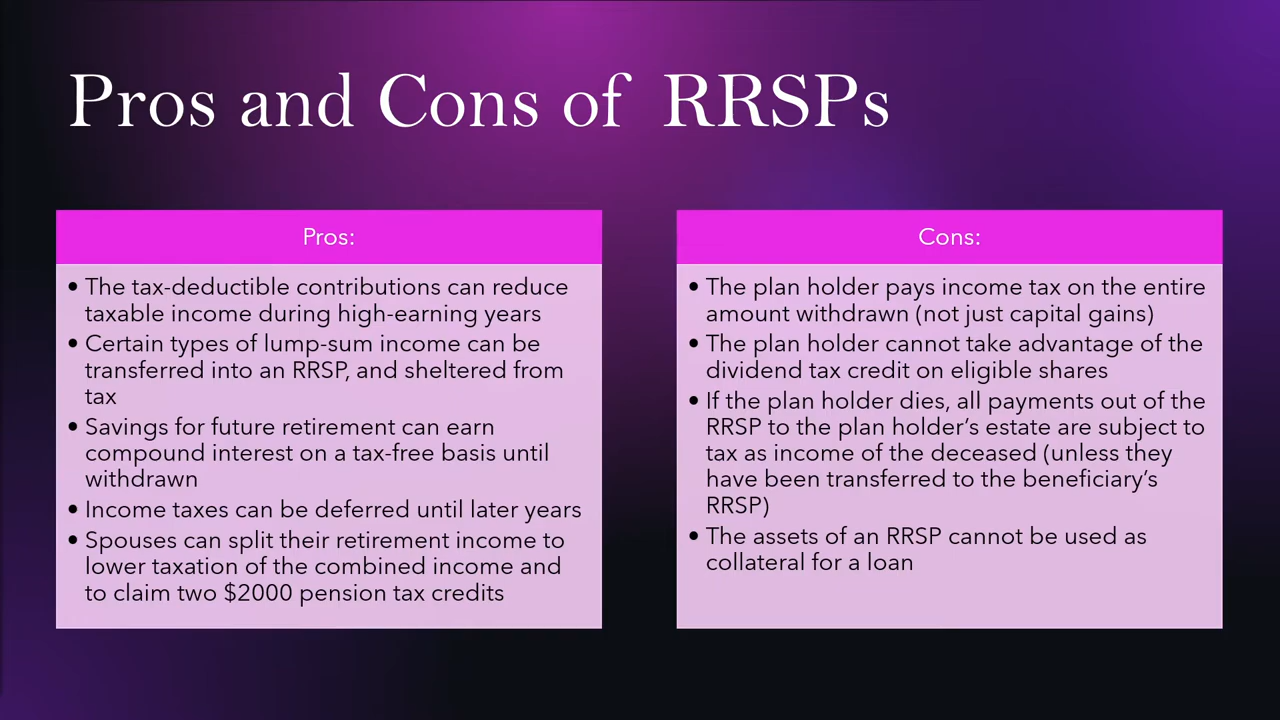 Pros and Cons of RRSPs
Pros:
• The tax-deductible contributions can reduce
taxable income during high-earning years
• Certain types of lump-sum income can be
transferred into an RRSP, and sheltered from
tax
• Savings for future retirement can earn
compound interest on a tax-free basis until
withdrawn
• Income taxes can be deferred until later years
• Spouses can split their retirement income to
lower taxation of the combined income and
to claim two $2000 pension tax credits
Cons:
• The plan holder pays income tax on the entire
amount withdrawn (not just capital gains)
• The plan holder cannot take advantage of the
dividend tax credit on eligible shares
• If the plan holder dies, all payments out of the
RRSP to the plan holder’s estate are subject to
tax as income of the deceased (unless they
have been transferred to the beneficiary’s
RRSP)
• The assets of an RRSP cannot be used as
collateral for a loan